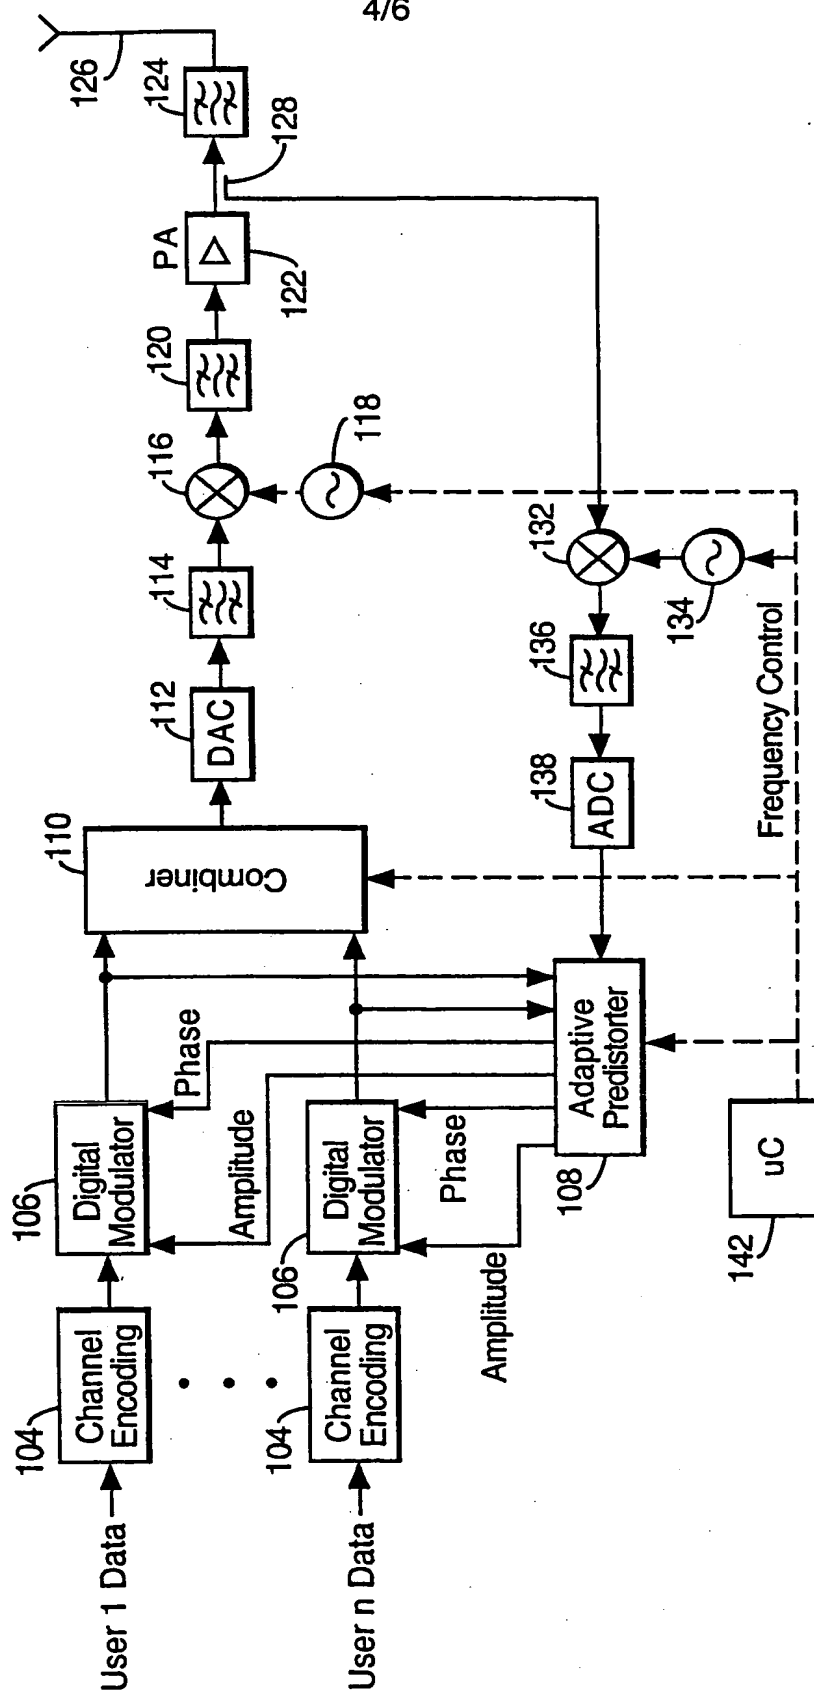 4/6
126
124
128
PA
122
120
116
118
114
112
DAC
132
134
136
138
ADC
Frequency Control
110
Combiner
Phase
Amplitude
106
Digital
Modulator
106
Digital
Modulator
Phase
Amplitude
Adaptive
Predistorter
108
uC
142
104
Channel
Encoding
104
Channel
Encoding
User 1 Data
User n Data